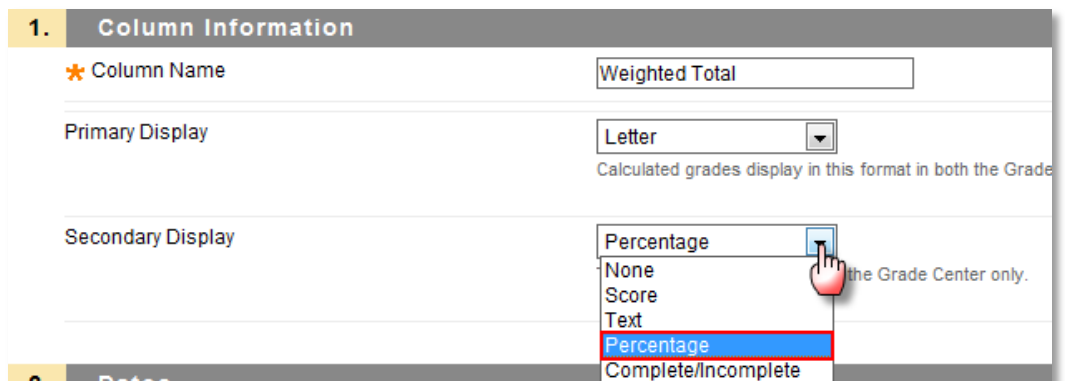 1. Column Information
Column Name
Weighted Total
Primary Display
Letter
Calculated grades display in this format in both the Grade
Secondary Display
Percentage
None
the Grade Center only.
Score
Text
Percentage
Complete/Incomplete